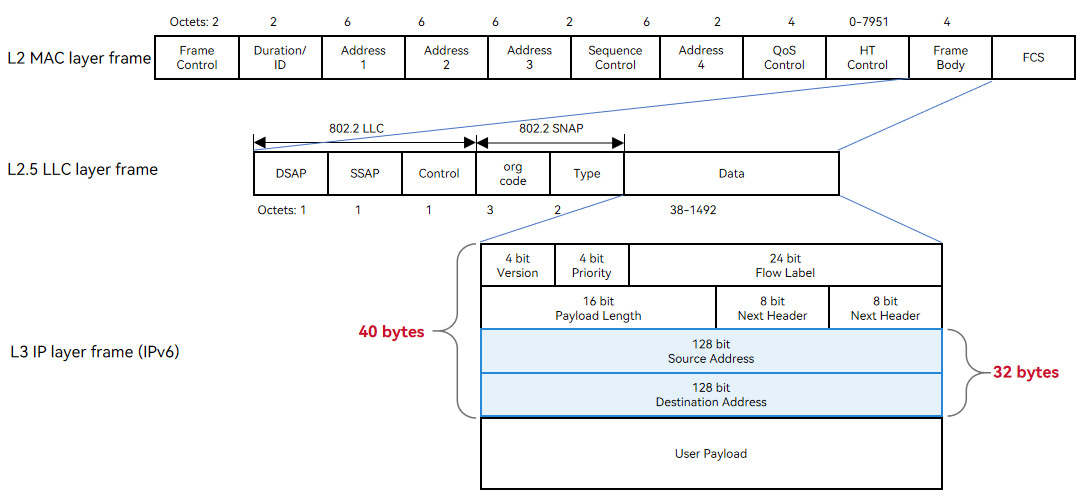 Octets: 2 2 6 6 6 2 6 2 4 0-7951 4
L2 MAC layer frame
Frame Control
Duration/ ID
Address 1
Address 2
Address 3
Sequence Control
Address 4
QoS Control
HT Control
Frame Body
FCS
802.2 LLC
802.2 SNAP
L2.5 LLC layer frame
DSAP
SSAP
Control
org code
Type
Data
Octets: 1 1 1 3 2 38-1492
4 bit
Version
4 bit
Priority
24 bit
Flow Label
16 bit
Payload Length
8 bit
Next Header
8 bit
Next Header
40 bytes
L3 IP layer frame (IPv6)
128 bit
Source Address
128 bit
Destination Address
32 bytes
User Payload